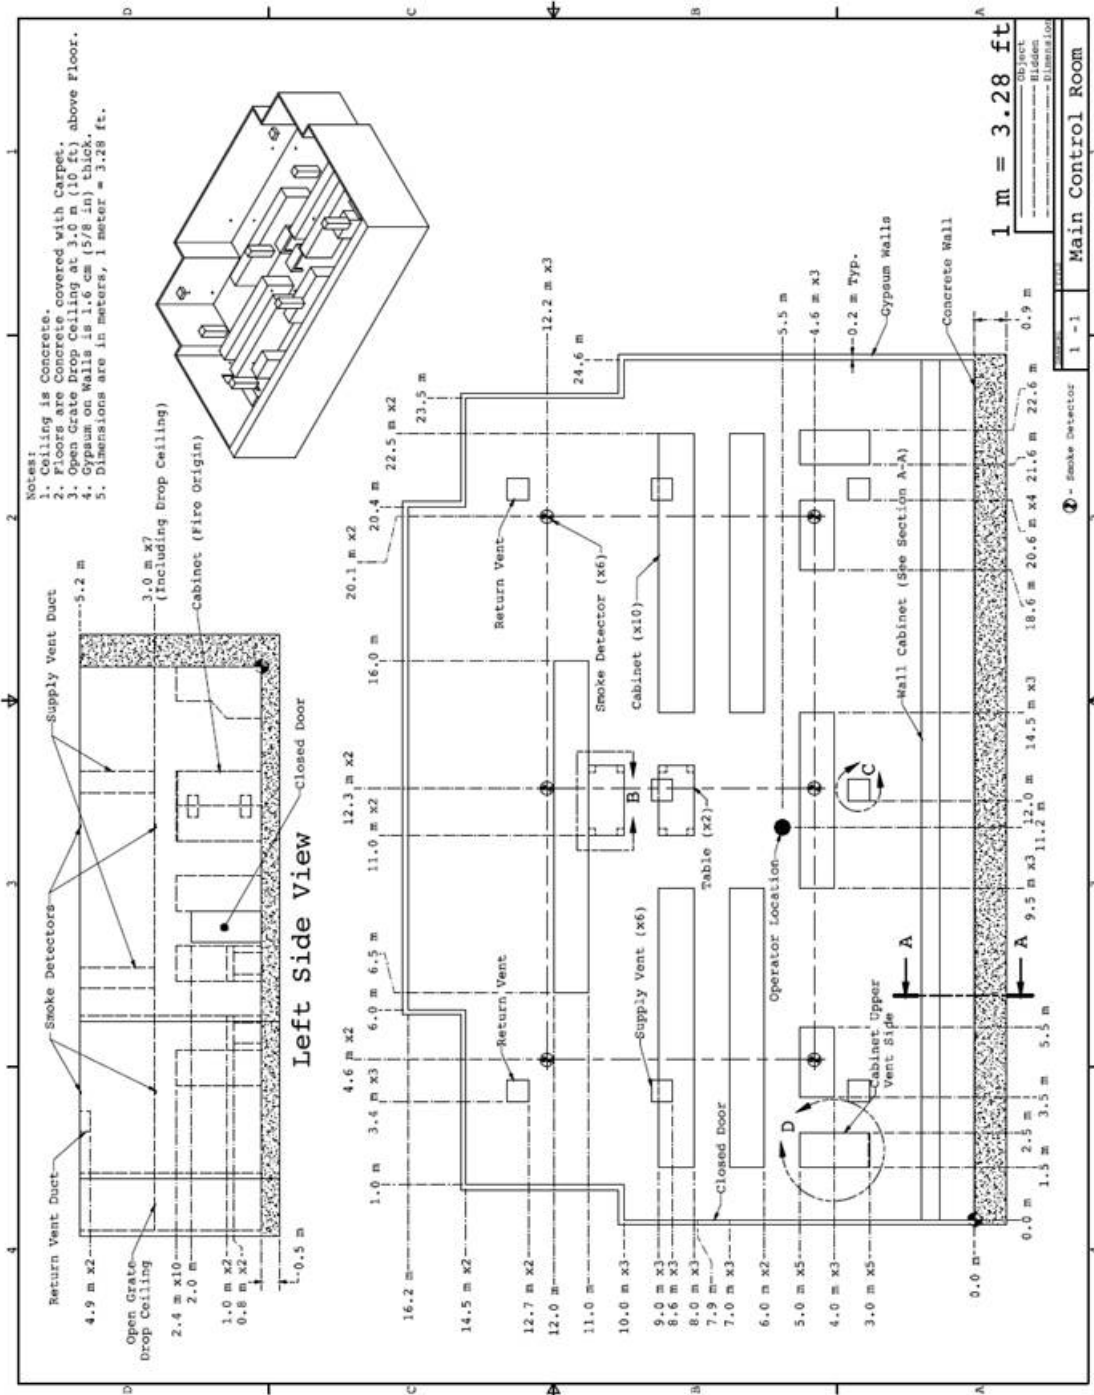 Notes:
1. Ceiling is Concrete.
2. Floors are Concrete covered with Carpet.
3. Open Grate Drop Ceiling at 3.0 m (10 ft) above Floor.
4. Gypsum on Walls is 1.6 cm (5/8 in) thick.
5. Dimensions are in meters, 1 meter = 3.28 ft.
Return Vent Duct
Smoke Detectors
Supply Vent Duct
5.2 m
3.0 m x7
(Including Drop Ceiling)
Cabinet (Fire Origin)
Closed Door
4.9 m x2
Open Grate
Drop Ceiling
2.4 m x10
2.0 m
1.0 m x2
0.8 m x2
0.5 m
Left Side View
1.0 m
3.4 m x3
4.6 m x2
6.0 m
6.5 m
11.0 m x2
12.3 m x2
16.0 m
20.1 m x2
20.4 m
22.5 m x2
23.5 m
24.6 m
12.2 m x3
16.2 m
14.5 m x2
12.7 m x2
12.0 m
11.0 m
10.0 m x3
9.0 m x3
8.6 m x3
8.0 m x3
7.9 m
7.0 m x3
6.0 m x2
5.0 m x5
4.0 m x3
3.0 m x5
0.0 m
Return Vent
Return Vent
Smoke Detector (x6)
Supply Vent (x6)
Cabinet (x10)
Table (x2)
B
Closed Door
Operator Location
5.5 m
4.6 m x3
0.2 m Typ.
Gypsum Walls
D
C
Cabinet Upper
Vent Side
Wall Cabinet (See Section A-A)
Concrete Wall
A
A
0.9 m
0.0 m
1.5 m
2.5 m
3.5 m
5.5 m
9.5 m x3
11.2 m
12.0 m
14.5 m x3
18.6 m
20.6 m x4
21.6 m
22.6 m
- Smoke Detector
1 m = 3.28 ft
Object
Hidden
Dimension
1 -1
Main Control Room
4
3
2
1
D
C
B
A
D
C
B
A